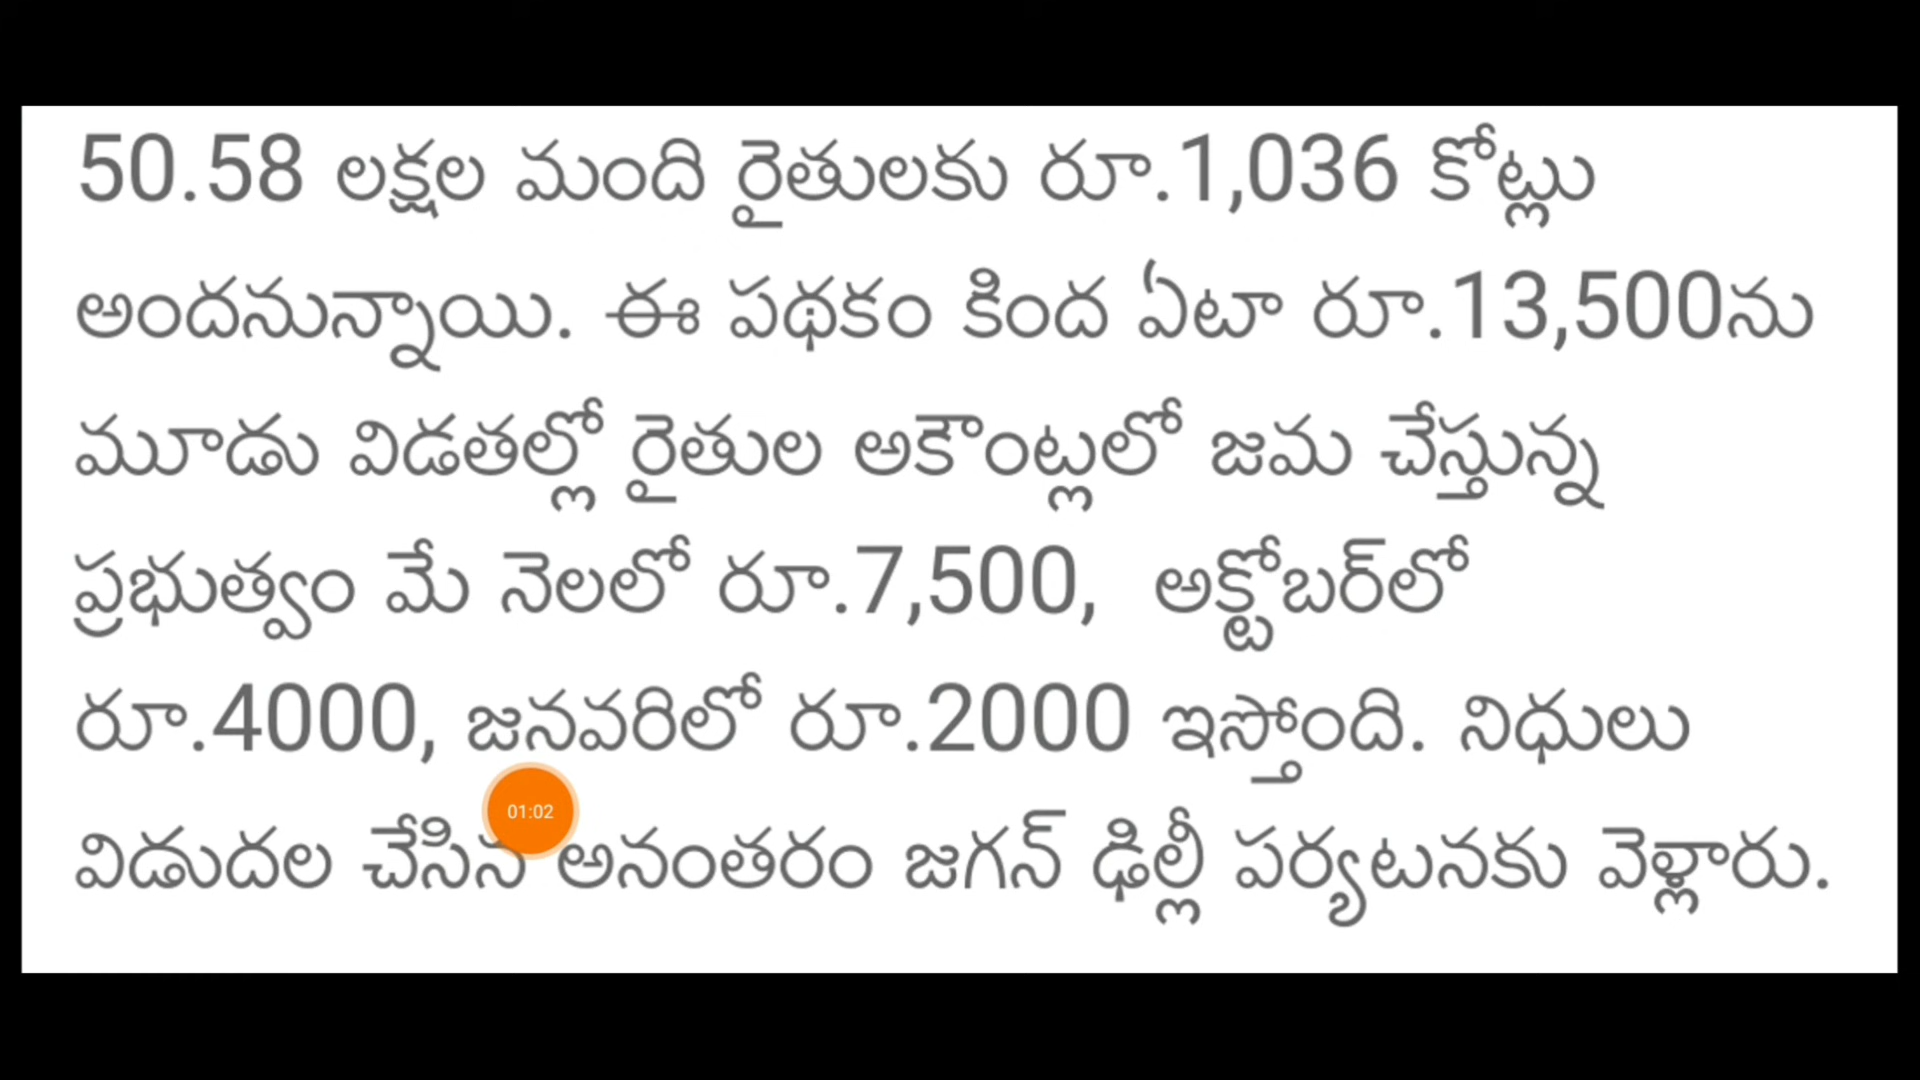 50.58 లక్షల మంది రైతులకు రూ.1,036 కోట్లు
అందనున్నాయి. ఈ పథకం కింద ఏటా రూ.13,500ను
మూడు విడతల్లో రైతుల అకౌంట్లలో జమ చేస్తున్న
ప్రభుత్వం మే నెలలో రూ.7,500, అక్టోబర్‌లో
రూ.4000, జనవరిలో రూ.2000 ఇస్తోంది. నిధులు
01:02
విడుదల చేసిన అనంతరం జగన్ ఢిల్లీ పర్యటనకు వెళ్లారు.